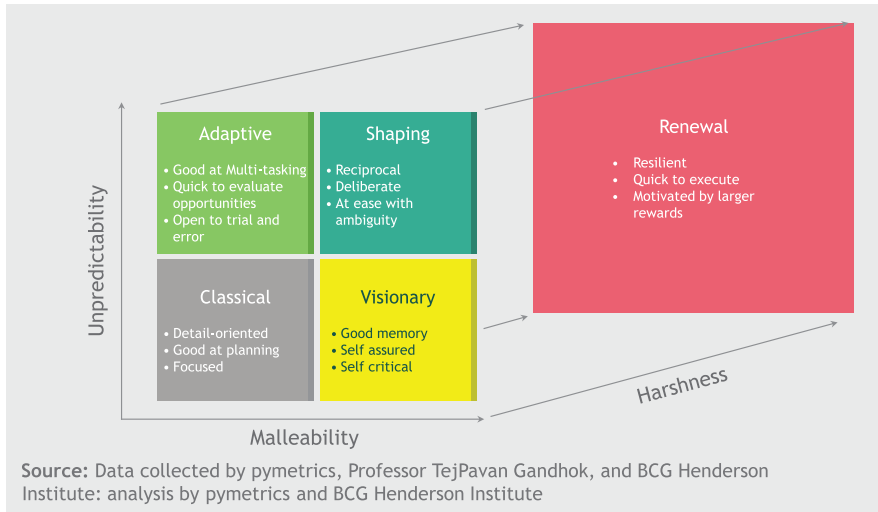 Unpredictability
Adaptive
• Good at Multi-tasking
• Quick to evaluate
opportunities
• Open to trial and
error
Shaping
• Reciprocal
• Deliberate
• At ease with
ambiguity
Renewal
• Resilient
• Quick to execute
• Motivated by larger
rewards
Classical
• Detail-oriented
• Good at planning
• Focused
Visionary
• Good memory
• Self assured
• Self critical
Malleability
Harshness
Source: Data collected by pymetrics, Professor TejPavan Gandhok, and BCG Henderson
Institute: analysis by pymetrics and BCG Henderson Institute